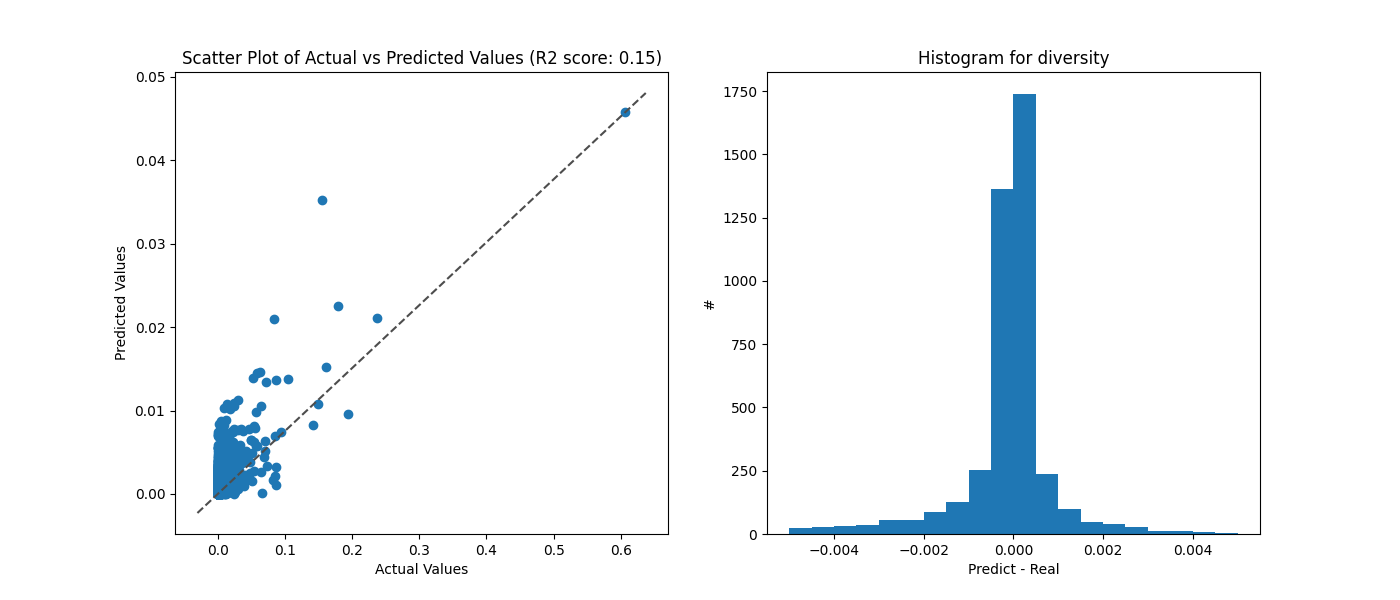 Scatter Plot of Actual vs Predicted Values (R2 score: 0.15)
0.05
0.04
0.03
0.02
0.01
0.00
Predicted Values
0.0 0.1 0.2 0.3 0.4 0.5 0.6
Actual Values
Histogram for diversity
1750
1500
1250
1000
750
500
250
0
#
−0.004 −0.002 0.000 0.002 0.004
Predict - Real